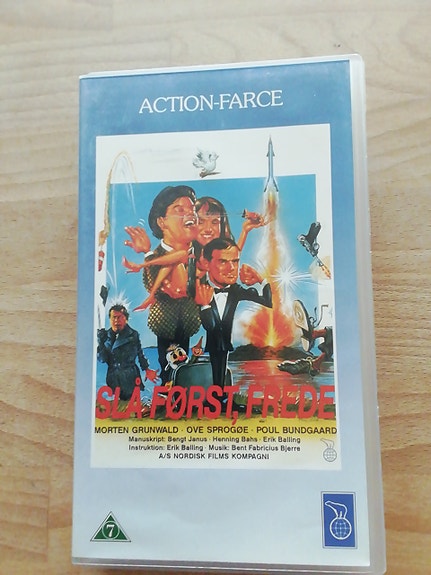 ACTION-FARCE
SLÅ FØRST, FREDE
MORTEN GRUNWALD · OVE SPROGØE · POUL BUNDGAARD
Manuskript: Bengt Janus · Henning Bahs · Erik Balling
Instruktion: Erik Balling · Musik: Bent Fabricius Bjerre
A/S NORDISK FILMS KOMPAGNI
7